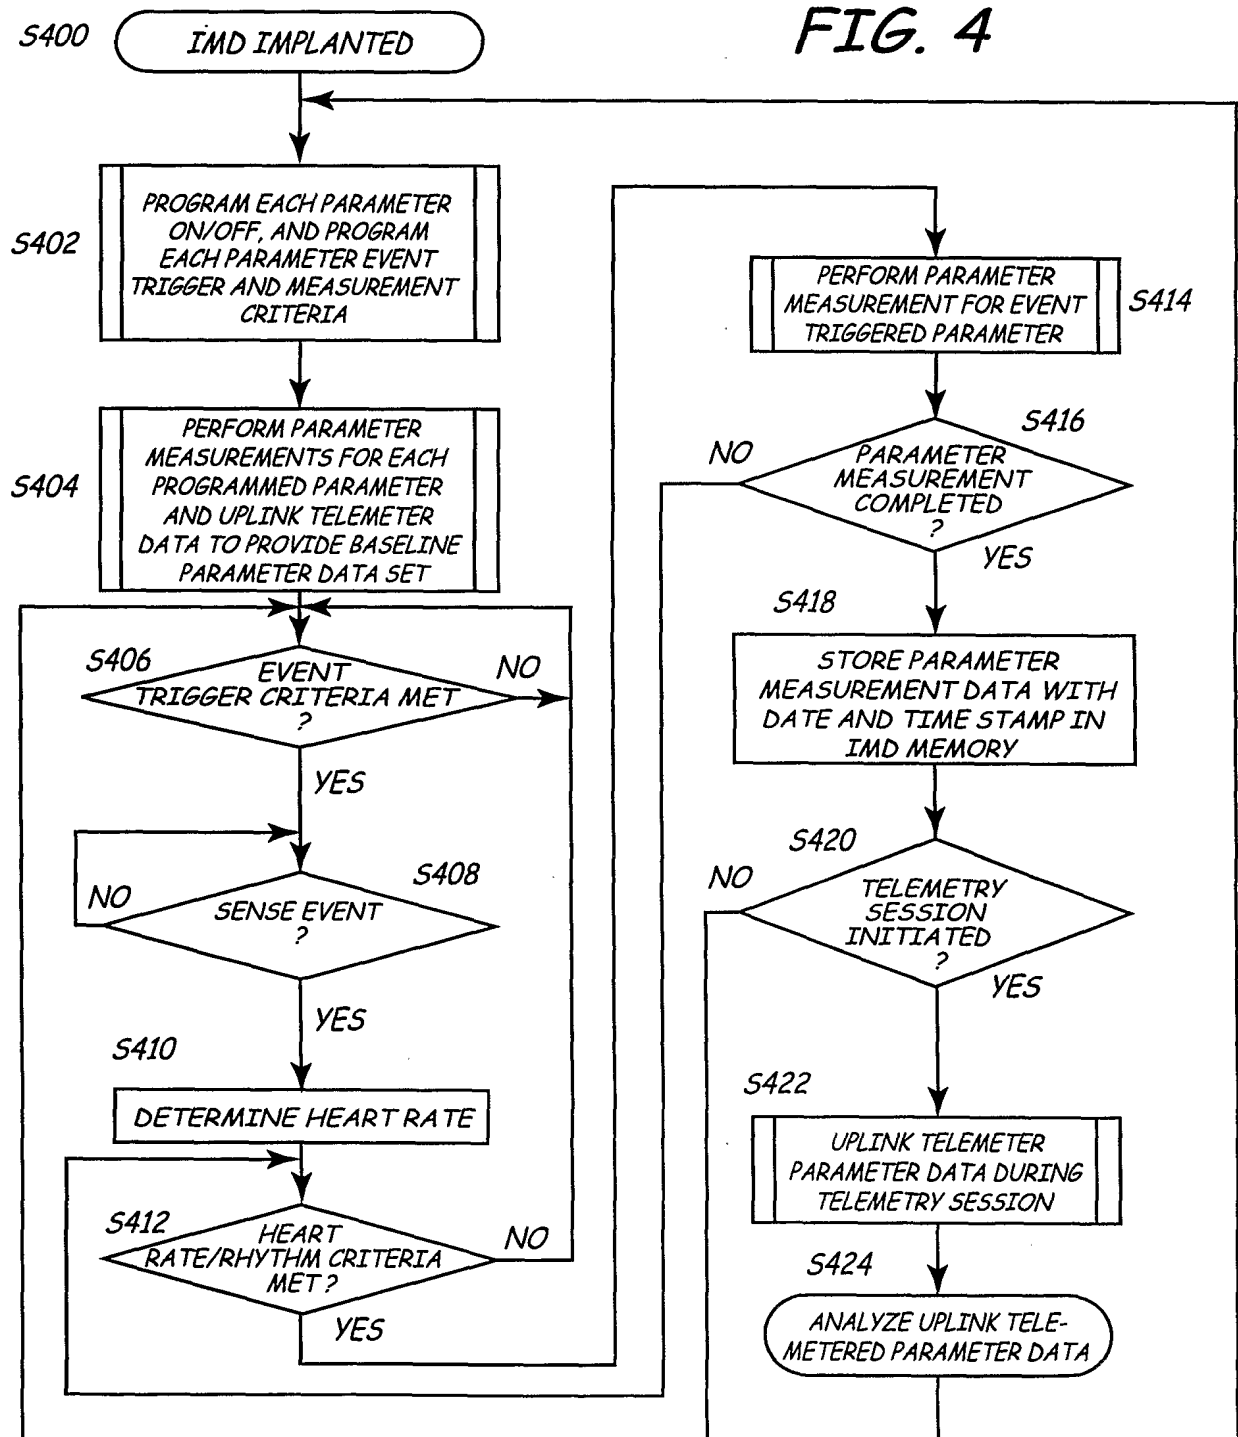 FIG. 4
S400
IMD IMPLANTED
S402
PROGRAM EACH PARAMETER
ON/OFF, AND PROGRAM
EACH PARAMETER EVENT
TRIGGER AND MEASUREMENT
CRITERIA
S404
PERFORM PARAMETER
MEASUREMENTS FOR EACH
PROGRAMMED PARAMETER
AND UPLINK TELEMETER
DATA TO PROVIDE BASELINE
PARAMETER DATA SET
S406
EVENT
TRIGGER CRITERIA MET
?
NO
YES
S408
SENSE EVENT
?
NO
YES
S410
DETERMINE HEART RATE
S412
HEART
RATE/RHYTHM CRITERIA
MET?
NO
YES
PERFORM PARAMETER
MEASUREMENT FOR EVENT
TRIGGERED PARAMETER
S414
S416
PARAMETER
MEASUREMENT
COMPLETED
?
NO
YES
S418
STORE PARAMETER
MEASUREMENT DATA WITH
DATE AND TIME STAMP IN
IMD MEMORY
S420
TELEMETRY
SESSION
INITIATED
?
NO
YES
S422
UPLINK TELEMETER
PARAMETER DATA DURING
TELEMETRY SESSION
S424
ANALYZE UPLINK TELE-
METERED PARAMETER DATA